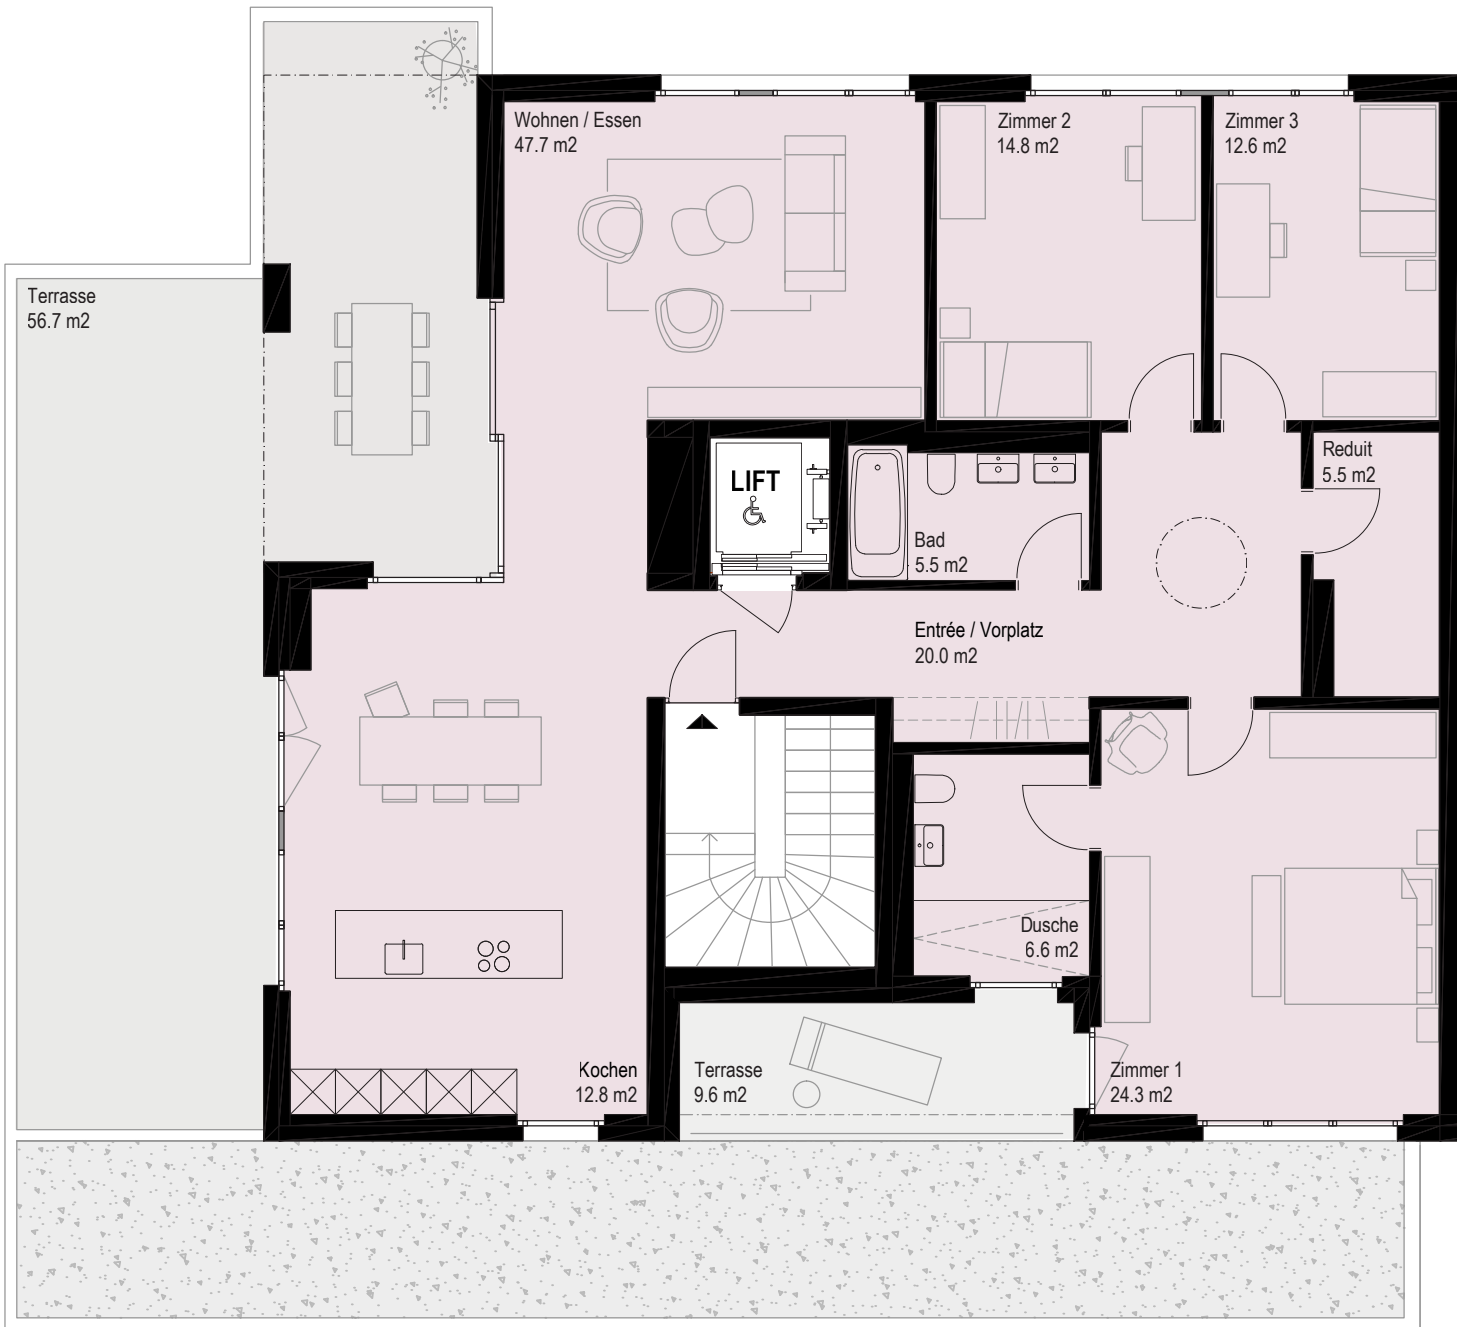 Wohnen / Essen
47.7 m2
Zimmer 2
14.8 m2
Zimmer 3
12.6 m2
Terrasse
56.7 m2
Reduit
5.5 m2
LIFT
Bad
5.5 m2
Entrée / Vorplatz
20.0 m2
Dusche
6.6 m2
Kochen
12.8 m2
Terrasse
9.6 m2
Zimmer 1
24.3 m2